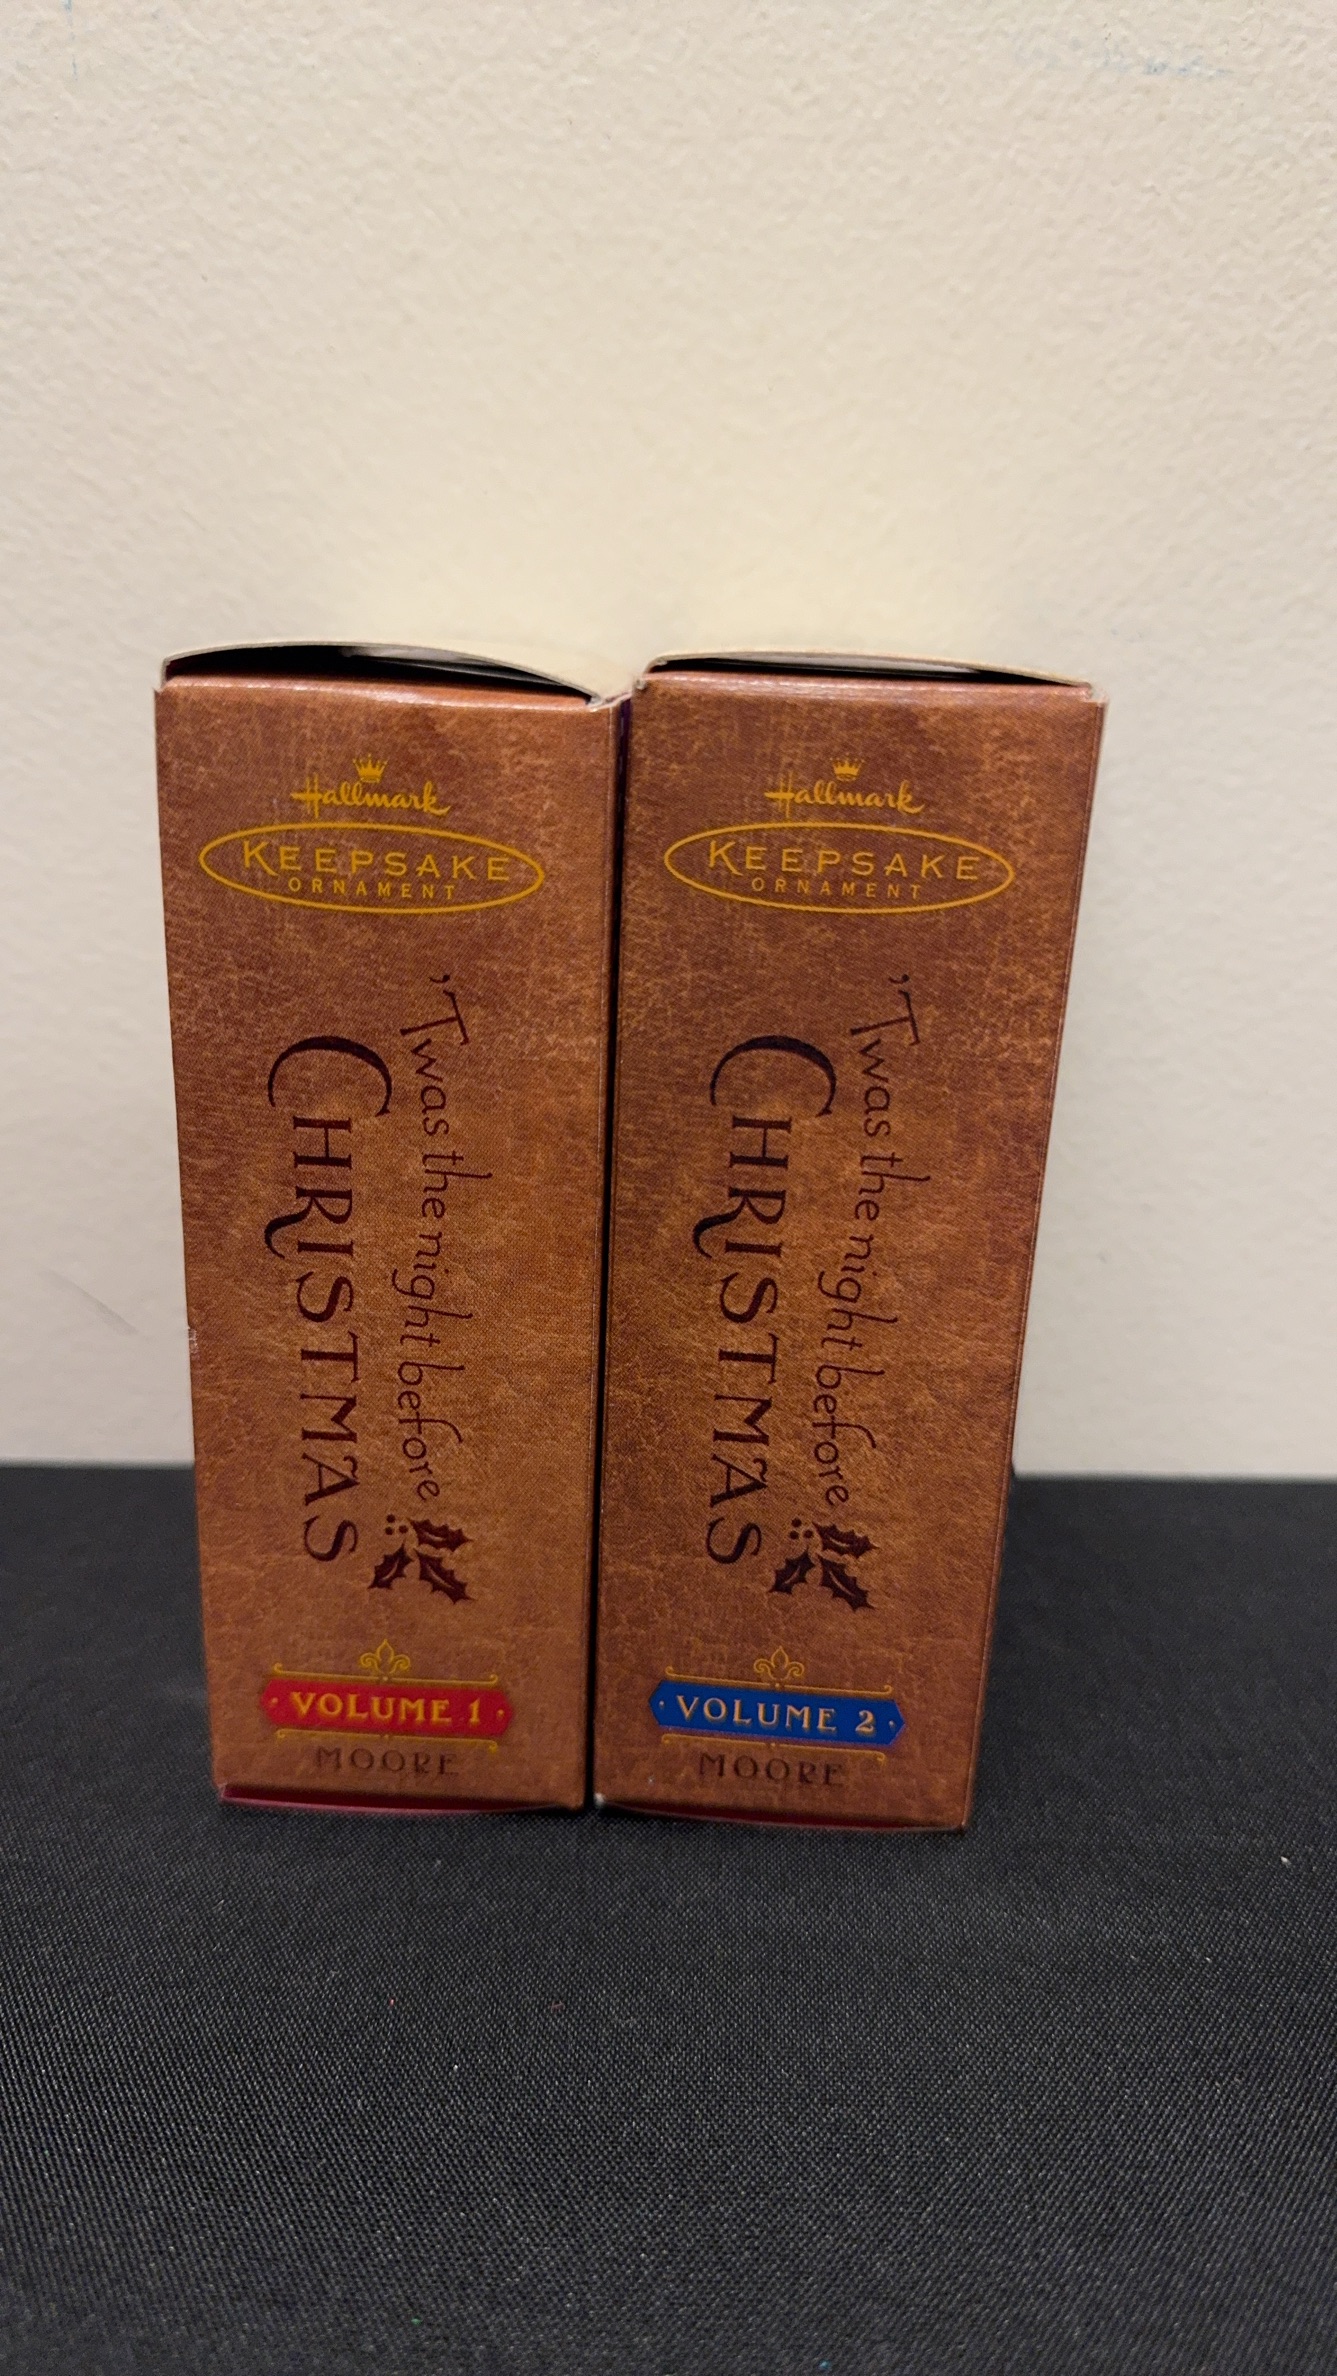 Hallmark
KEEPSAKE
ORNAMENT
'Twas the night before
CHRISTMAS
VOLUME 1
MOORE
Hallmark
KEEPSAKE
ORNAMENT
'Twas the night before
CHRISTMAS
VOLUME 2
MOORE